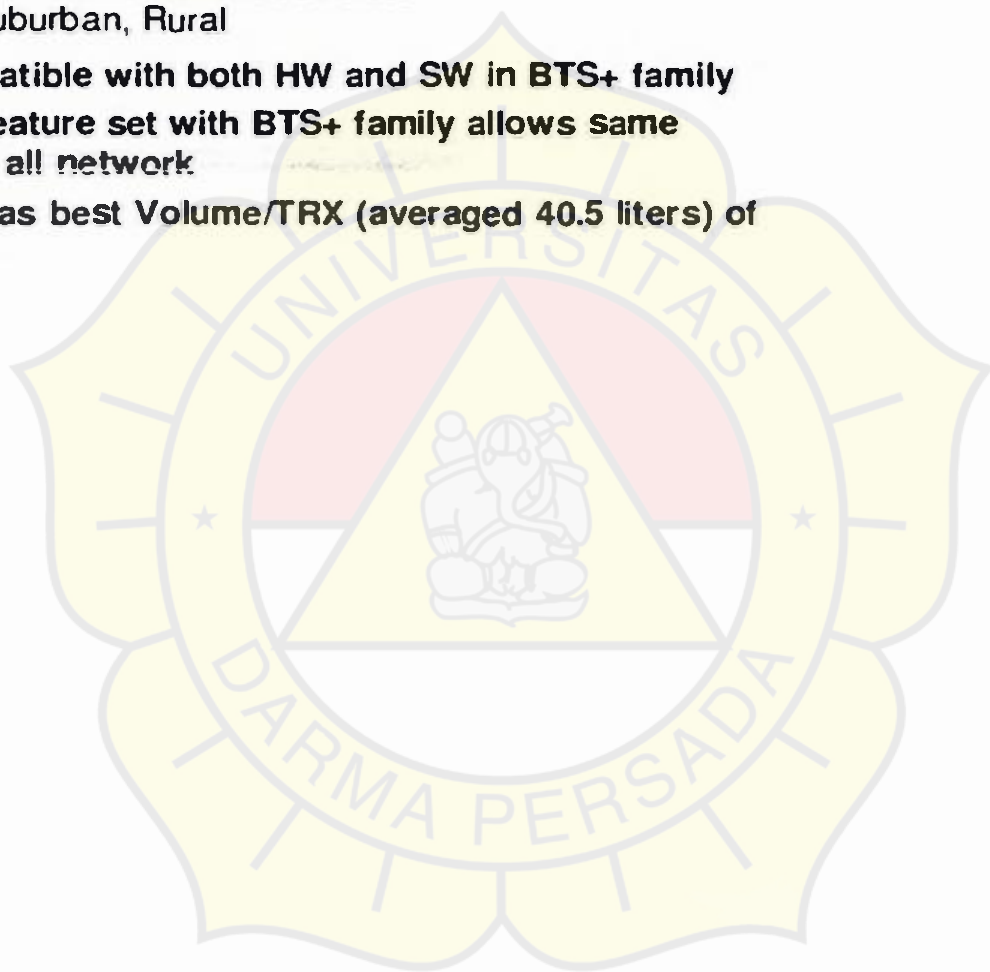 uburban, Rural
atible with both HW and SW in BTS+ family
eature set with BTS+ family allows same
all network
as best Volume/TRX (averaged 40.5 liters) of
UNIVERSITAS
DARMA PERSADA